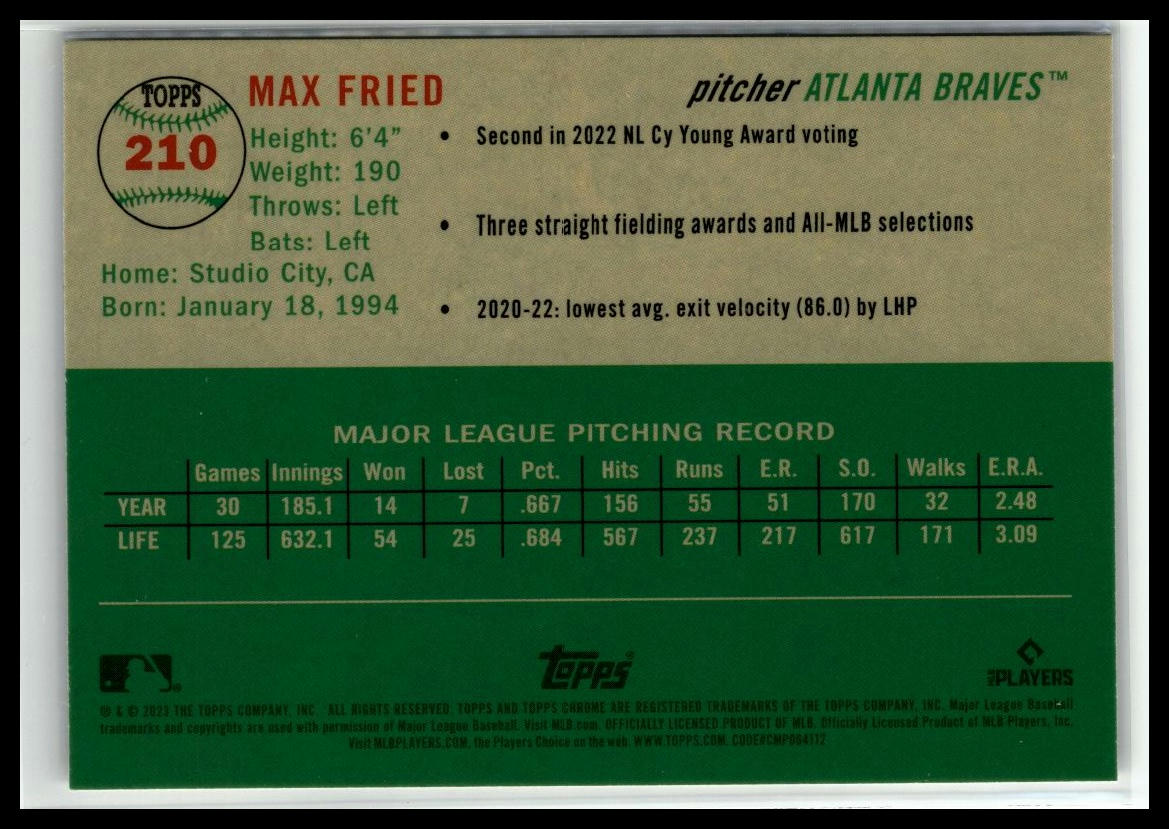 TOPPS
210
MAX FRIED
pitcher ATLANTA BRAVES™
Height: 6'4"
Weight: 190
Throws: Left
Bats: Left
Home: Studio City, CA
Born: January 18, 1994
• Second in 2022 NL Cy Young Award voting
• Three straight fielding awards and All-MLB selections
• 2020-22: lowest avg. exit velocity (86.0) by LHP
MAJOR LEAGUE PITCHING RECORD
Games Innings Won Lost Pct. Hits Runs E.R. S.O. Walks E.R.A.
YEAR 30 185.1 14 7 .667 156 55 51 170 32 2.48
LIFE 125 632.1 54 25 .684 567 237 217 617 171 3.09
topps®
PLAYERS
® & © 2023 THE TOPPS COMPANY, INC. ALL RIGHTS RESERVED. TOPPS AND TOPPS CHROME ARE REGISTERED TRADEMARKS OF THE TOPPS COMPANY, INC. Major League Baseball
trademarks and copyrights are used with permission of Major League Baseball. Visit MLB.com. OFFICIALLY LICENSED PRODUCT OF MLB. Officially Licensed Product of MLB Players, Inc.
Visit MLBPLAYERS.COM, the Players Choice on the web. WWW.TOPPS.COM. CODE#CMP084112